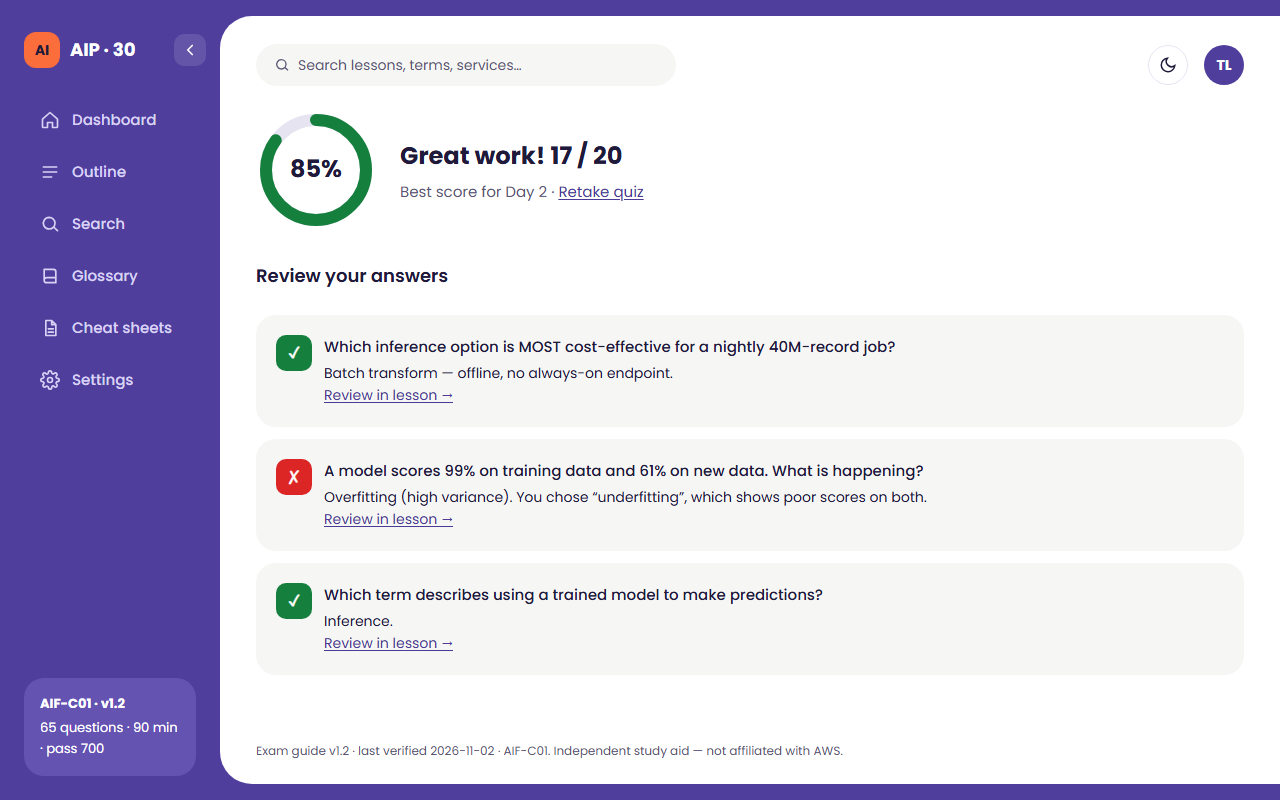 AI
AIP · 30
Dashboard
Outline
Search
Glossary
Cheat sheets
Settings
AIF-C01 · v1.2
65 questions · 90 min
· pass 700
Search lessons, terms, services…
TL
85%
Great work! 17 / 20
Best score for Day 2 · Retake quiz
Review your answers
✓
Which inference option is MOST cost-effective for a nightly 40M-record job?
Batch transform — offline, no always-on endpoint.
Review in lesson →
✗
A model scores 99% on training data and 61% on new data. What is happening?
Overfitting (high variance). You chose “underfitting”, which shows poor scores on both.
Review in lesson →
✓
Which term describes using a trained model to make predictions?
Inference.
Review in lesson →
Exam guide v1.2 · last verified 2026-11-02 · AIF-C01. Independent study aid — not affiliated with AWS.